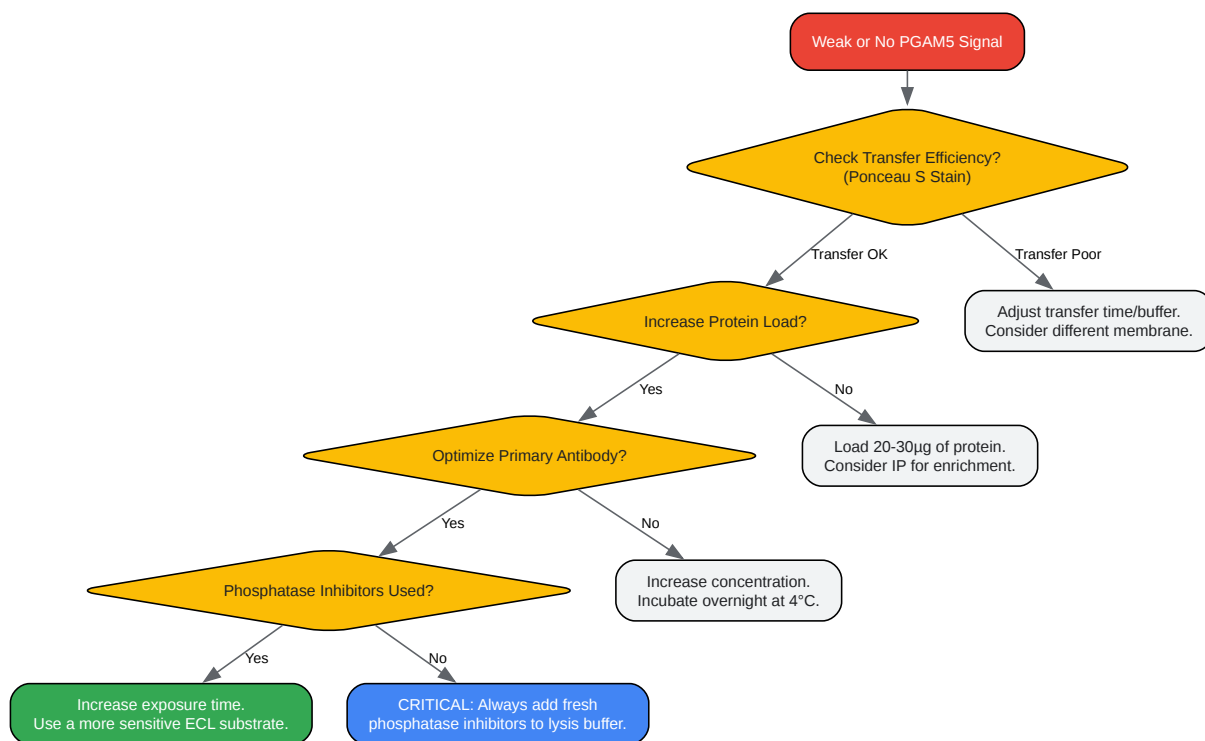 Weak or No PGAM5 Signal
Check Transfer Efficiency?
(Ponceau S Stain)
Transfer OK
Transfer Poor
Increase Protein Load?
Adjust transfer time/buffer.
Consider different membrane.
Yes
No
Optimize Primary Antibody?
Load 20-30µg of protein.
Consider IP for enrichment.
Yes
No
Phosphatase Inhibitors Used?
Increase concentration.
Incubate overnight at 4°C.
Yes
No
Increase exposure time.
Use a more sensitive ECL substrate.
CRITICAL: Always add fresh
phosphatase inhibitors to lysis buffer.